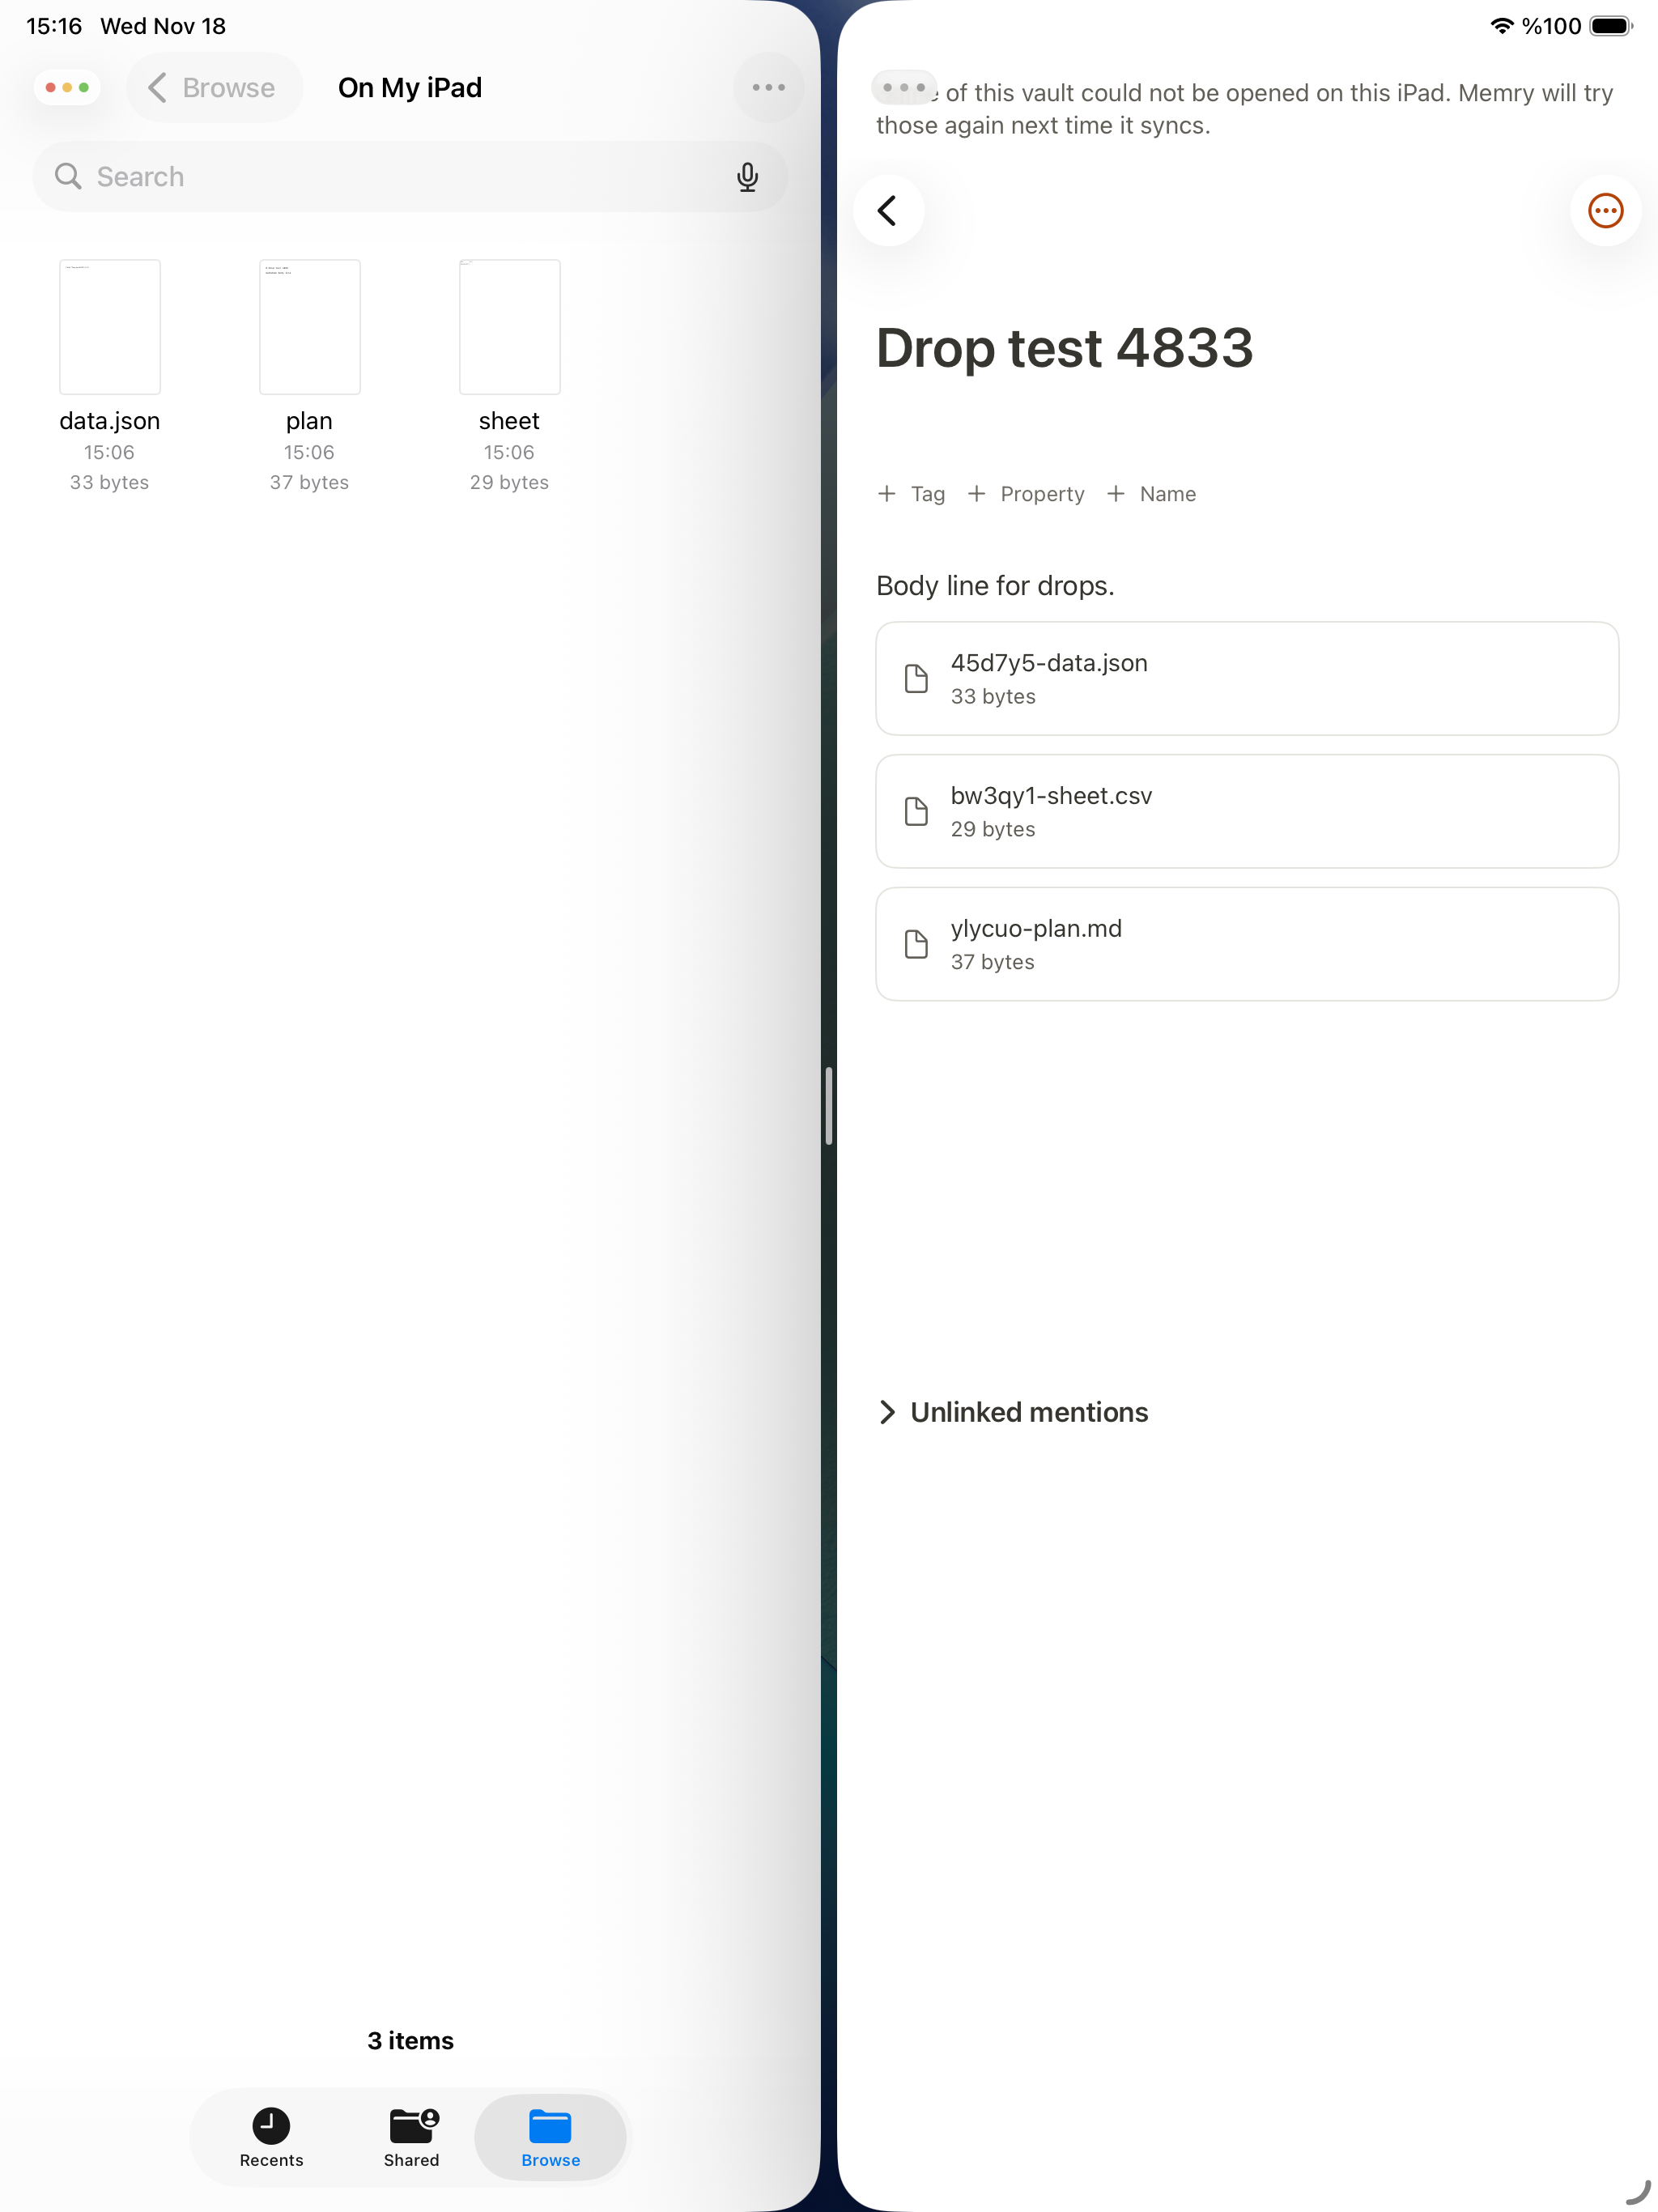 15:16 Wed Nov 18
%100
Browse
On My iPad
Search
data.json
15:06
33 bytes
plan
15:06
37 bytes
sheet
15:06
29 bytes
3 items
Recents
Shared
Browse
of this vault could not be opened on this iPad. Memry will try
those again next time it syncs.
Drop test 4833
+ Tag + Property + Name
Body line for drops.
45d7y5-data.json
33 bytes
bw3qy1-sheet.csv
29 bytes
ylycuo-plan.md
37 bytes
Unlinked mentions